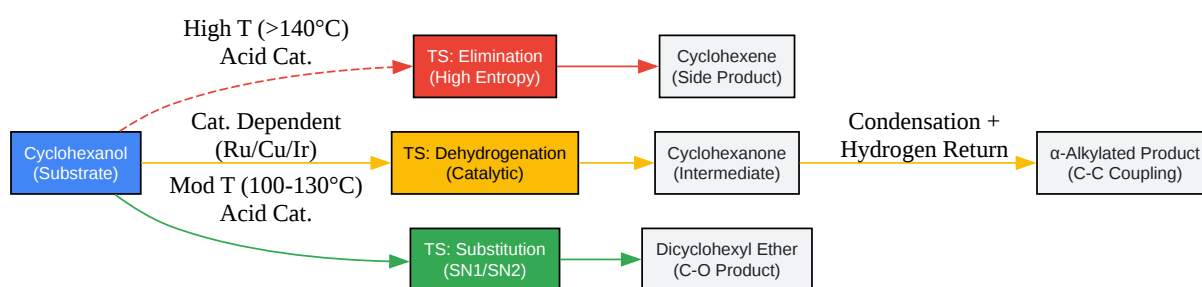 High T (>140°C)
Acid Cat.
TS: Elimination
(High Entropy)
Cyclohexene
(Side Product)
Cyclohexanol
(Substrate)
Cat. Dependent
(Ru/Cu/Ir)
TS: Dehydrogenation
(Catalytic)
Cyclohexanone
(Intermediate)
Condensation +
Hydrogen Return
α-Alkylated Product
(C-C Coupling)
Mod T (100-130°C)
Acid Cat.
TS: Substitution
(SN1/SN2)
Dicyclohexyl Ether
(C-O Product)